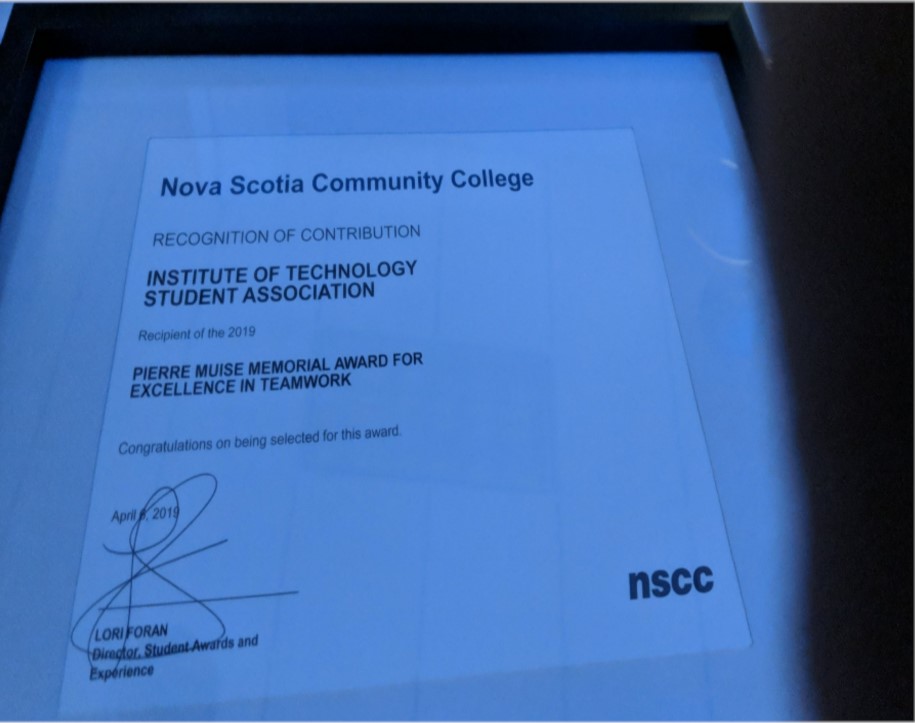 Nova Scotia Community College
RECOGNITION OF CONTRIBUTION
INSTITUTE OF TECHNOLOGY
STUDENT ASSOCIATION
Recipient of the 2019
PIERRE MUISE MEMORIAL AWARD FOR
EXCELLENCE IN TEAMWORK
Congratulations on being selected for this award.
April , 2019
nscc
LORI FORAN
Director, Student Awards and
Experience